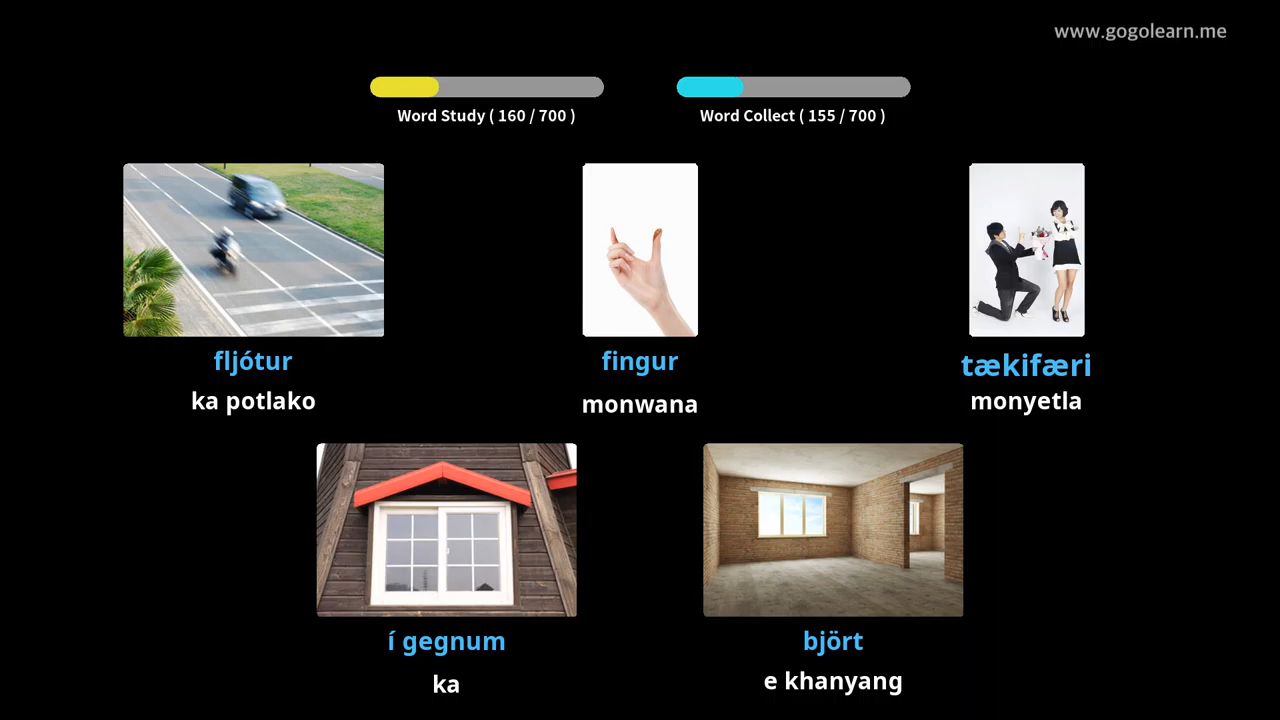 www.gogolearn.me
Word Study ( 160 / 700 )
Word Collect ( 155 / 700 )
fljótur
ka potlako
fingur
monwana
tækifæri
monyetla
í gegnum
ka
björt
e khanyang